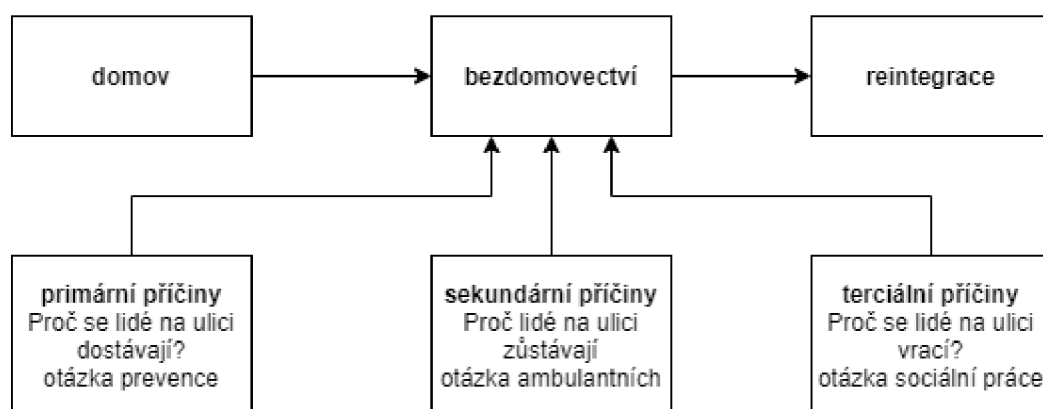 domov
bezdomovectví
reintegrace
primární příčiny
Proč se lidé na ulici
dostávají?
otázka prevence
sekundární příčiny
Proč lidé na ulici
zůstávají
otázka ambulantních
terciální příčiny
Proč se lidé na ulici
vrací?
otázka sociální práce